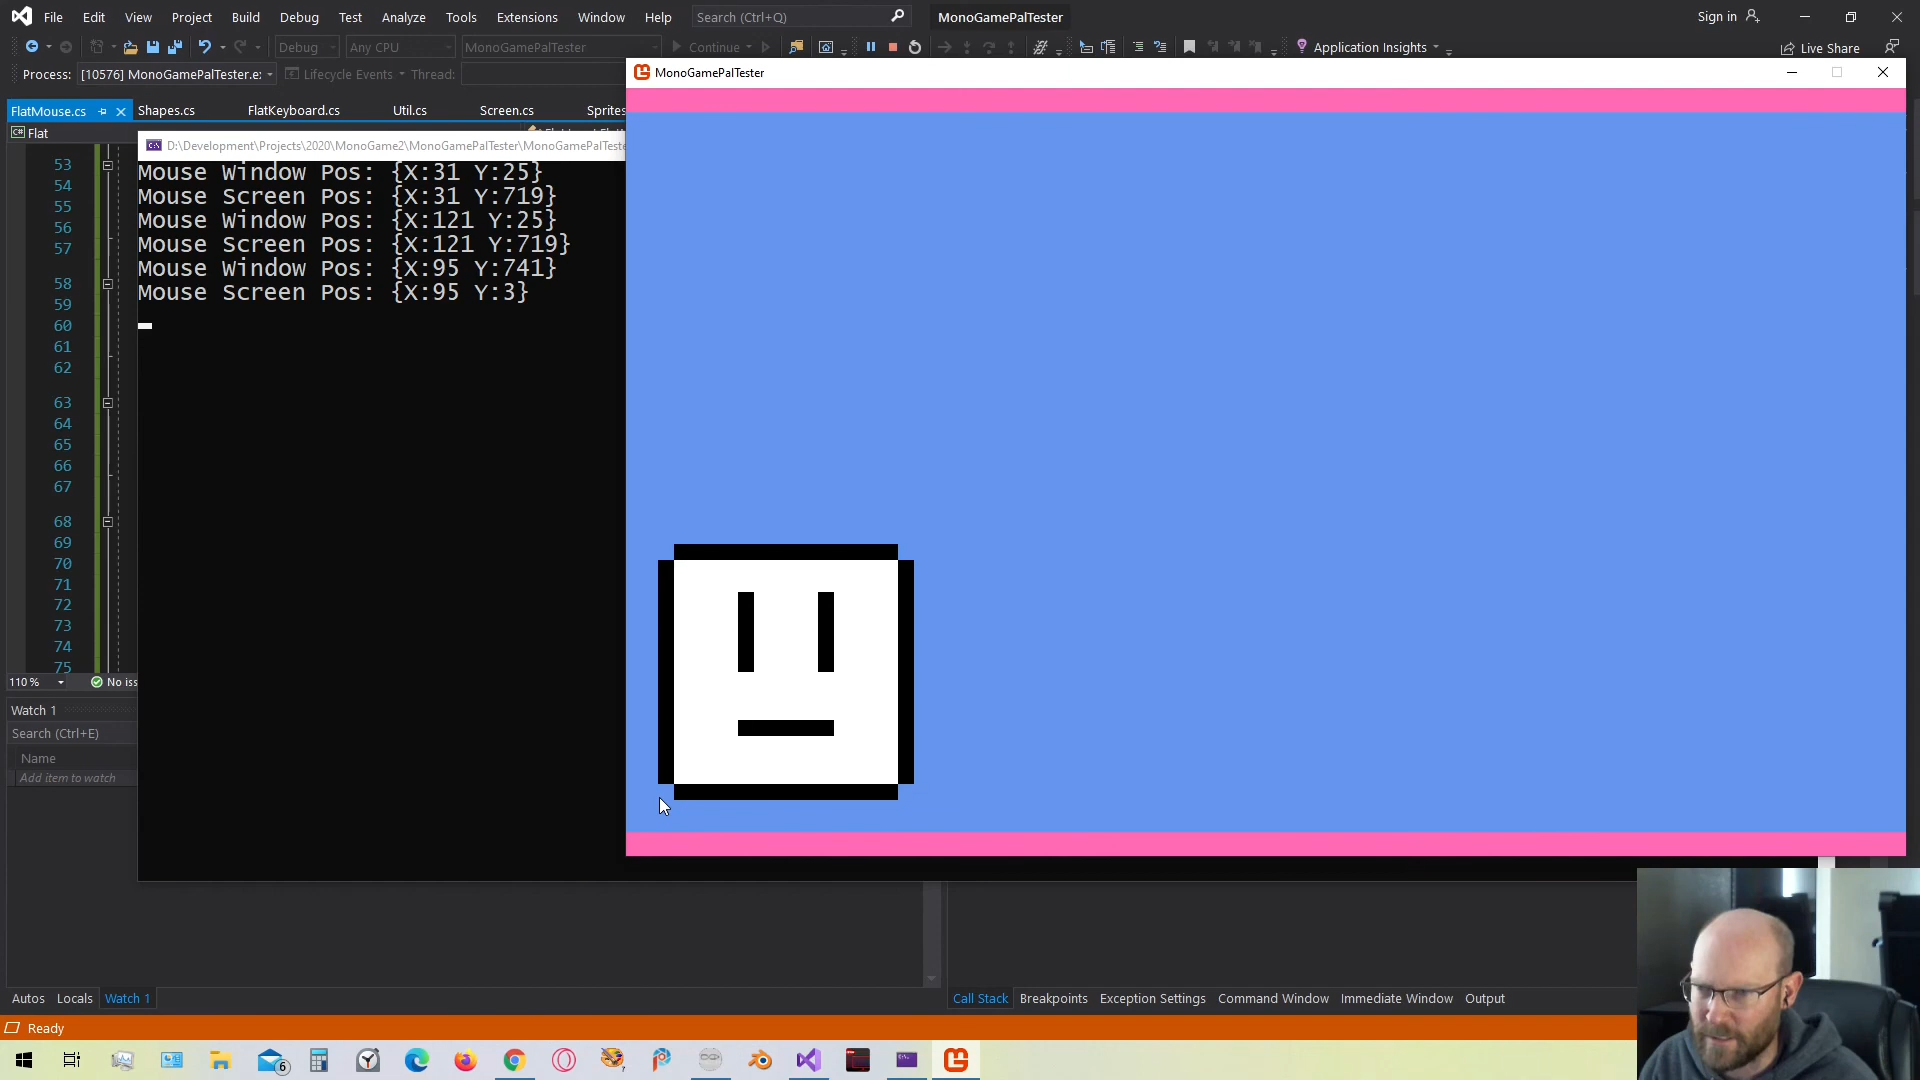 File Edit View Project Build Debug Test Analyze Tools Extensions Window Help Search (Ctrl+Q) MonoGamePalTester Sign in
Debug Any CPU MonoGamePalTester Continue Application Insights Live Share
Process: [10576] MonoGamePalTester.e Lifecycle Events Thread:
MonoGamePalTester
FlatMouse.cs Shapes.cs FlatKeyboard.cs Util.cs Screen.cs Sprites
Flat
D:\Development\Projects\2020\MonoGame2\MonoGamePalTester\MonoGamePalTeste
Mouse Window Pos: {X:31 Y:25}
Mouse Screen Pos: {X:31 Y:719}
Mouse Window Pos: {X:121 Y:25}
Mouse Screen Pos: {X:121 Y:719}
Mouse Window Pos: {X:95 Y:741}
Mouse Screen Pos: {X:95 Y:3}
53
54
55
56
57
58
59
60
61
62
63
64
65
66
67
68
69
70
71
72
73
74
75
110 % No iss
Watch 1
Search (Ctrl+E)
Name
Add item to watch
Autos Locals Watch 1 Call Stack Breakpoints Exception Settings Command Window Immediate Window Output
Ready
6